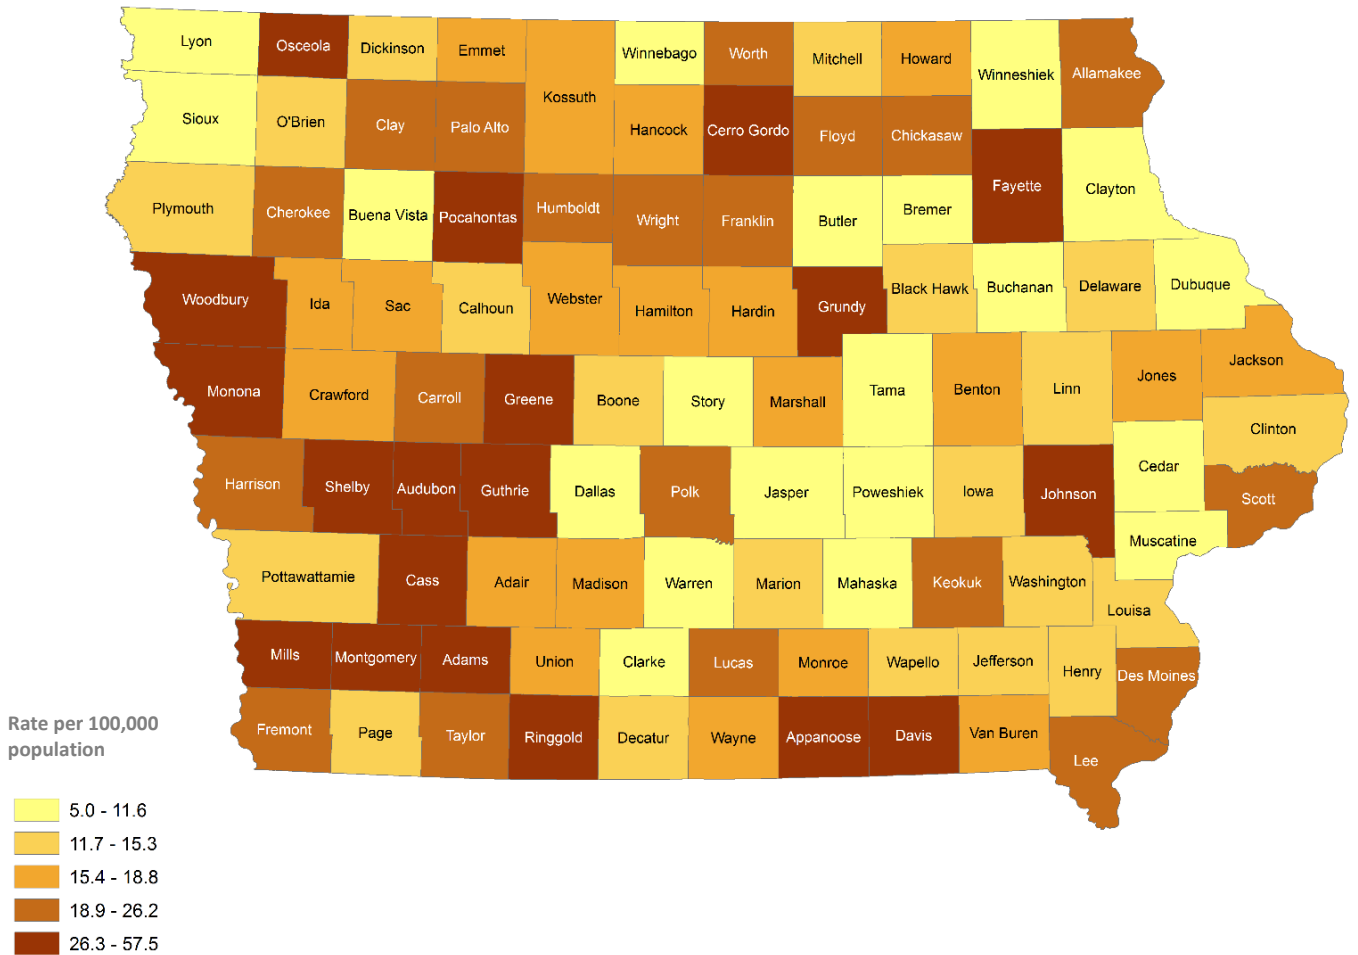 Lyon
Osceola
Dickinson
Emmet
Kossuth
Winnebago
Worth
Mitchell
Howard
Winneshiek
Allamakee
Sioux
O'Brien
Clay
Palo Alto
Hancock
Cerro Gordo
Floyd
Chickasaw
Fayette
Clayton
Plymouth
Cherokee
Buena Vista
Pocahontas
Humboldt
Wright
Franklin
Butler
Bremer
Woodbury
Ida
Sac
Calhoun
Webster
Hamilton
Hardin
Grundy
Black Hawk
Buchanan
Delaware
Dubuque
Monona
Crawford
Carroll
Greene
Boone
Story
Marshall
Tama
Benton
Linn
Jones
Jackson
Clinton
Harrison
Shelby
Audubon
Guthrie
Dallas
Polk
Jasper
Poweshiek
Iowa
Johnson
Cedar
Scott
Muscatine
Pottawattamie
Cass
Adair
Madison
Warren
Marion
Mahaska
Keokuk
Washington
Louisa
Mills
Montgomery
Adams
Union
Clarke
Lucas
Monroe
Wapello
Jefferson
Henry
Des Moines
Fremont
Page
Taylor
Ringgold
Decatur
Wayne
Appanoose
Davis
Van Buren
Lee
Rate per 100,000
population
5.0 - 11.6
11.7 - 15.3
15.4 - 18.8
18.9 - 26.2
26.3 - 57.5